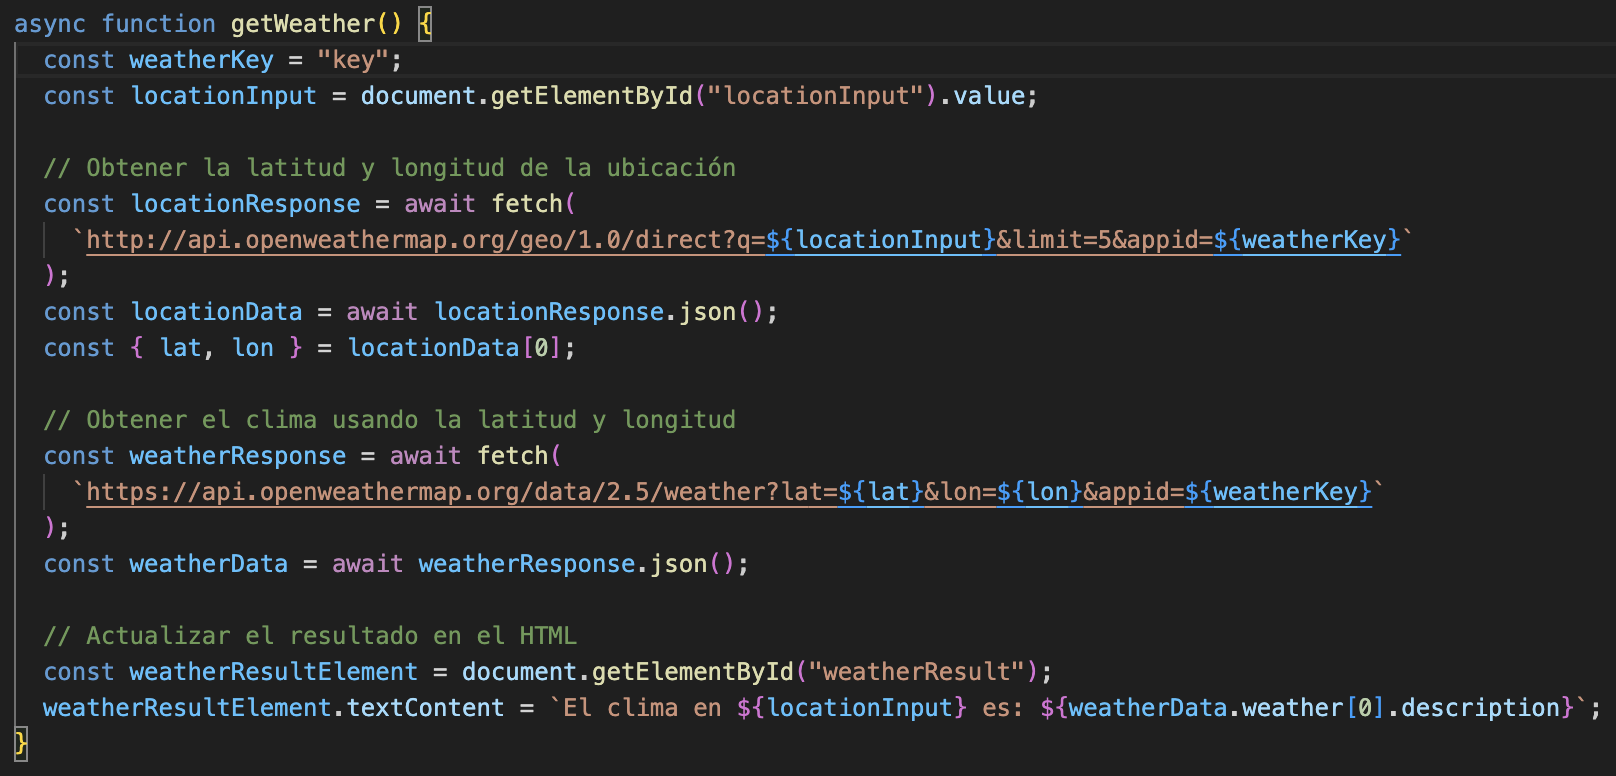 async function getWeather() {
const weatherKey = "key";
const locationInput = document.getElementById("locationInput").value;
// Obtener la latitud y longitud de la ubicación
const locationResponse = await fetch(
`http://api.openweathermap.org/geo/1.0/direct?q=${locationInput}&limit=5&appid=${weatherKey}`
);
const locationData = await locationResponse.json();
const { lat, lon } = locationData[0];
// Obtener el clima usando la latitud y longitud
const weatherResponse = await fetch(
`https://api.openweathermap.org/data/2.5/weather?lat=${lat}&lon=${lon}&appid=${weatherKey}`
);
const weatherData = await weatherResponse.json();
// Actualizar el resultado en el HTML
const weatherResultElement = document.getElementById("weatherResult");
weatherResultElement.textContent = `El clima en ${locationInput} es: ${weatherData.weather[0].description}`;
}